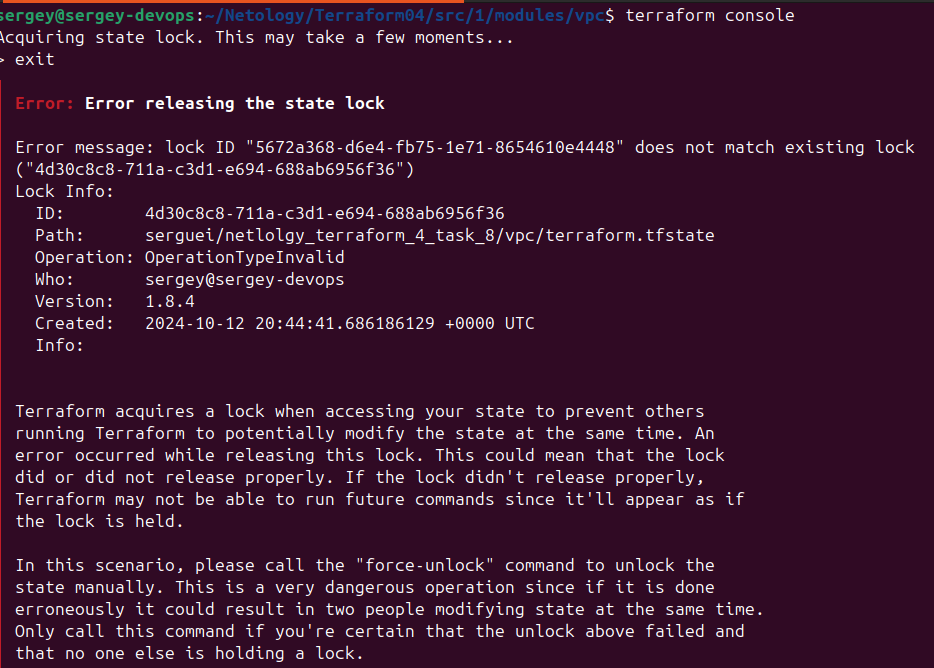 sergey@sergey-devops:~/Netology/Terraform04/src/1/modules/vpc$ terraform console
Acquiring state lock. This may take a few moments...
> exit
Error: Error releasing the state lock
Error message: lock ID "5672a368-d6e4-fb75-1e71-8654610e4448" does not match existing lock
("4d30c8c8-711a-c3d1-e694-688ab6956f36")
Lock Info:
  ID:        4d30c8c8-711a-c3d1-e694-688ab6956f36
  Path:      serguei/netlolgy_terraform_4_task_8/vpc/terraform.tfstate
  Operation: OperationTypeInvalid
  Who:       sergey@sergey-devops
  Version:   1.8.4
  Created:   2024-10-12 20:44:41.686186129 +0000 UTC
  Info:
Terraform acquires a lock when accessing your state to prevent others
running Terraform to potentially modify the state at the same time. An
error occurred while releasing this lock. This could mean that the lock
did or did not release properly. If the lock didn't release properly,
Terraform may not be able to run future commands since it'll appear as if
the lock is held.
In this scenario, please call the "force-unlock" command to unlock the
state manually. This is a very dangerous operation since if it is done
erroneously it could result in two people modifying state at the same time.
Only call this command if you're certain that the unlock above failed and
that no one else is holding a lock.